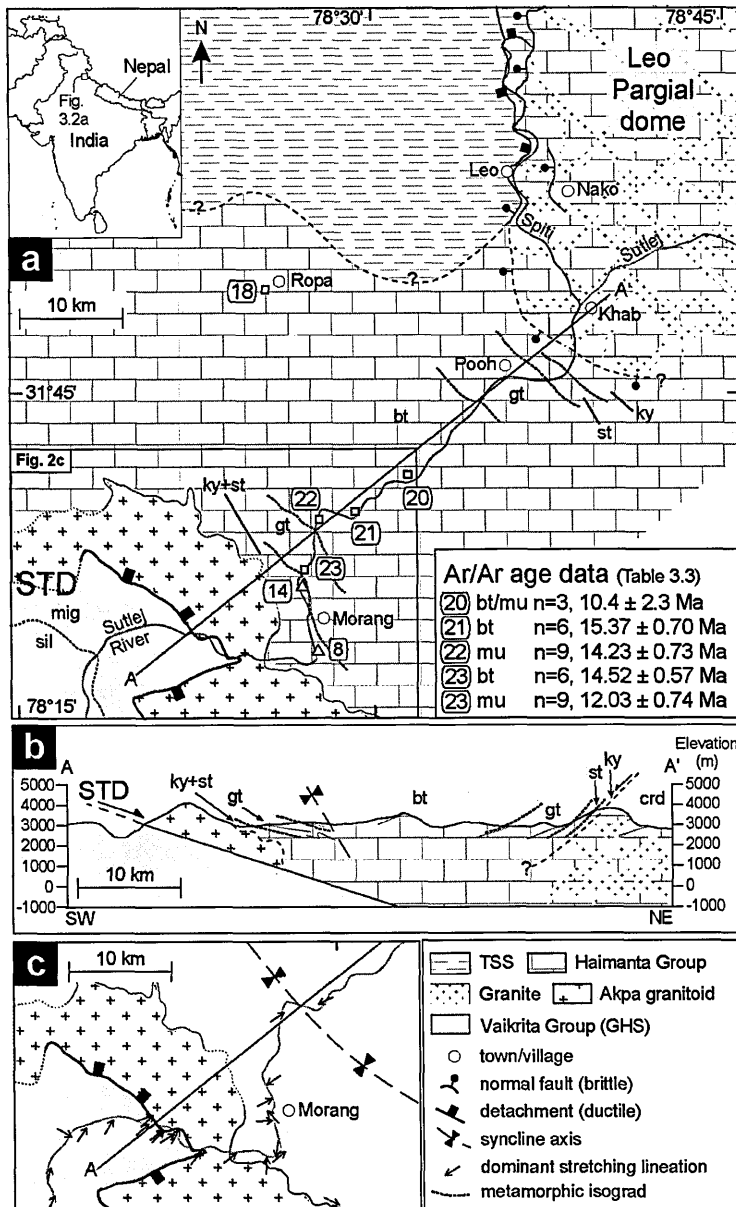 78°30'
78°45'
N
Nepal
Fig.
3.2a
India
Leo
Pargial
dome
Leo
Nako
?
Spiti
Sutlej
a
18
Ropa
?
A'
Khab
10 km
Pooh
?
31°45'
gt
ky
bt
st
Fig. 2c
ky+st
22
20
gt
21
23
STD
14
Morang
mig
sil
Sutlej
River
8
A
78°15'
Ar/Ar age data (Table 3.3)
20 bt/mu n=3, 10.4 ± 2.3 Ma
21 bt n=6, 15.37 ± 0.70 Ma
22 mu n=9, 14.23 ± 0.73 Ma
23 bt n=6, 14.52 ± 0.57 Ma
23 mu n=9, 12.03 ± 0.74 Ma
b
A
A'
Elevation
(m)
STD
ky+st
gt
bt
gt
st
ky
crd
5000
4000
3000
2000
1000
0
-1000
5000
4000
3000
2000
1000
0
-1000
?
10 km
SW
NE
c
10 km
Morang
A
TSS
Haimanta Group
Granite
Akpa granitoid
Vaikrita Group (GHS)
town/village
normal fault (brittle)
detachment (ductile)
syncline axis
dominant stretching lineation
metamorphic isograd